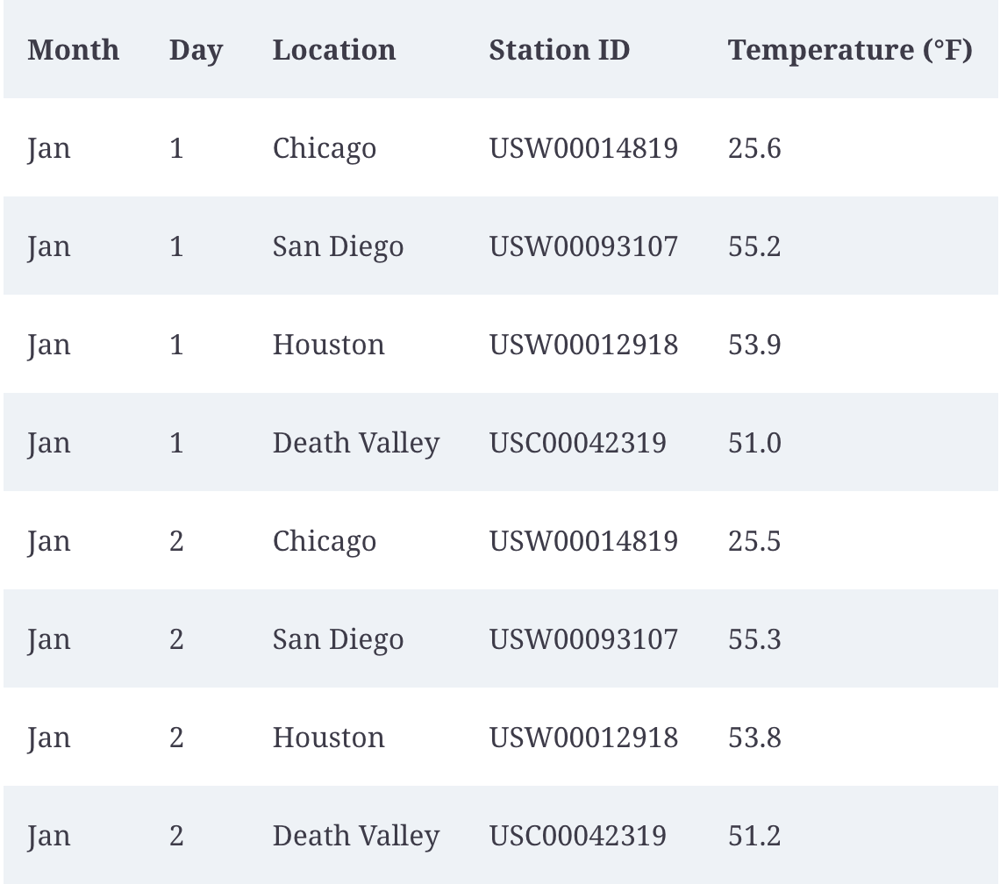 Month Day Location Station ID Temperature (°F)
Jan 1 Chicago USW00014819 25.6
Jan 1 San Diego USW00093107 55.2
Jan 1 Houston USW00012918 53.9
Jan 1 Death Valley USC00042319 51.0
Jan 2 Chicago USW00014819 25.5
Jan 2 San Diego USW00093107 55.3
Jan 2 Houston USW00012918 53.8
Jan 2 Death Valley USC00042319 51.2